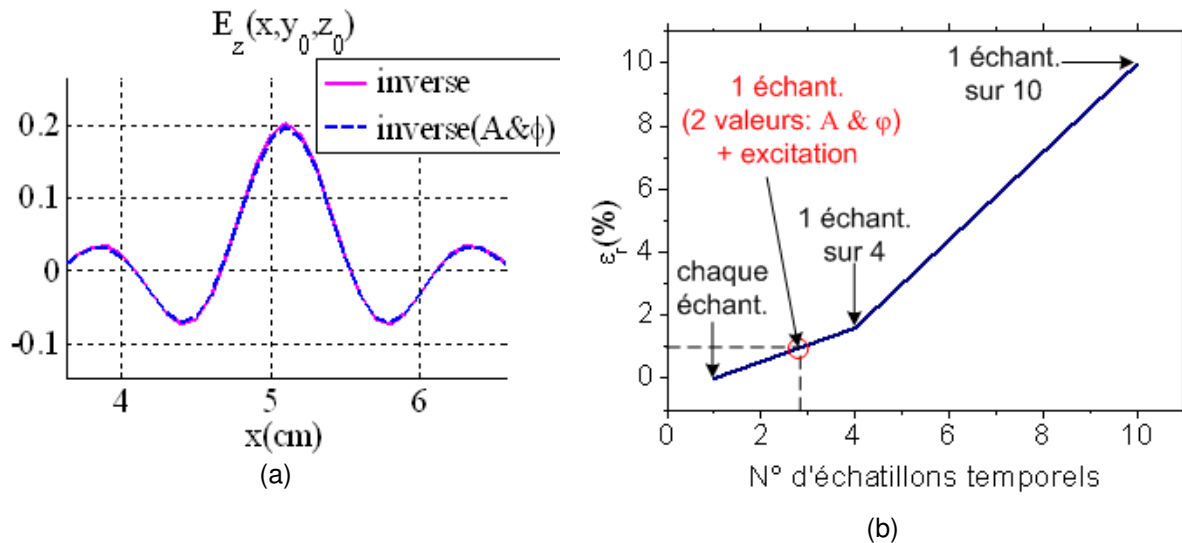 E_z(x,y_0,z_0)
inverse
inverse(A&ϕ)
0.2
0.1
0
-0.1
4
5
6
x(cm)
(a)
10
8
6
4
2
0
ε_r(%)
1 échant.
(2 valeurs: A & φ)
+ excitation
1 échant.
sur 10
1 échant.
sur 4
chaque
échant.
0
2
4
6
8
10
N° d'échatillons temporels
(b)